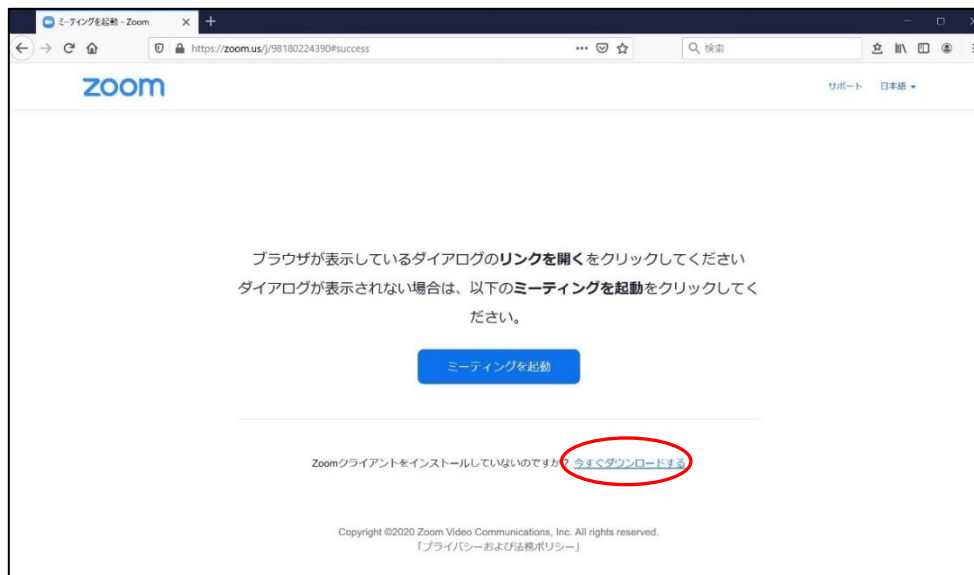 ミーティングを起動 - Zoom
https://zoom.us/j/98180224390#success
検索
zoom
サポート 日本語
ブラウザが表示しているダイアログのリンクを開くをクリックしてください
ダイアログが表示されない場合は、以下のミーティングを起動をクリックしてく
ださい。
ミーティングを起動
Zoomクライアントをインストールしていないのですか？ 今すぐダウンロードする
Copyright ©2020 Zoom Video Communications, Inc. All rights reserved.
「プライバシーおよび法務ポリシー」